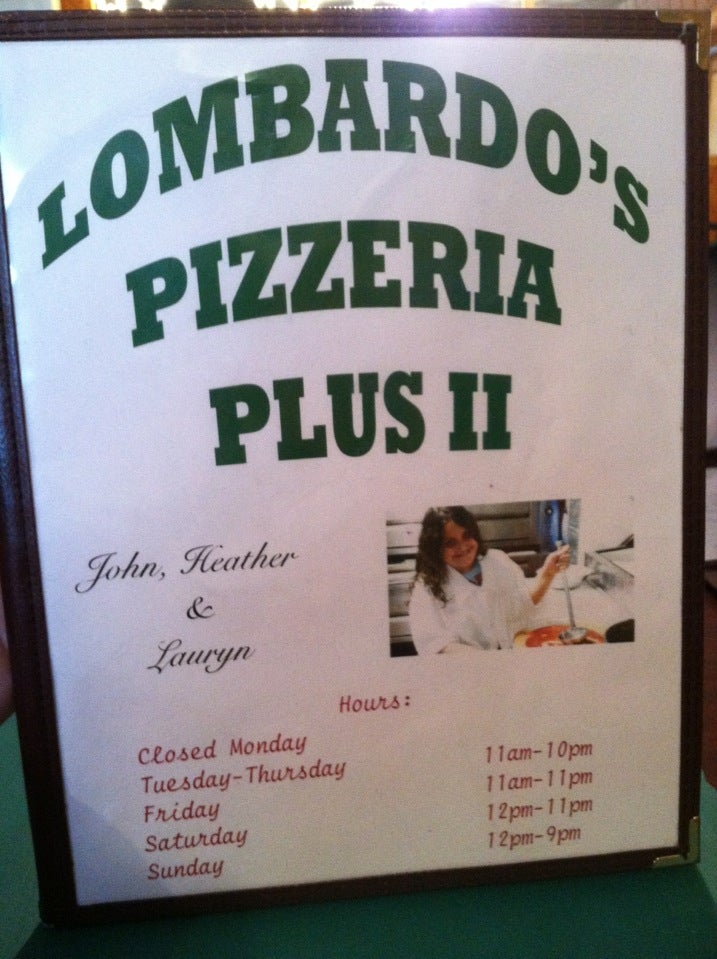 LOMBARDO'S
PIZZERIA
PLUS II
John, Heather
&
Lauryn
Hours:
Closed Monday
Tuesday-Thursday 11am-10pm
Friday 11am-11pm
Saturday 12pm-11pm
Sunday 12pm-9pm